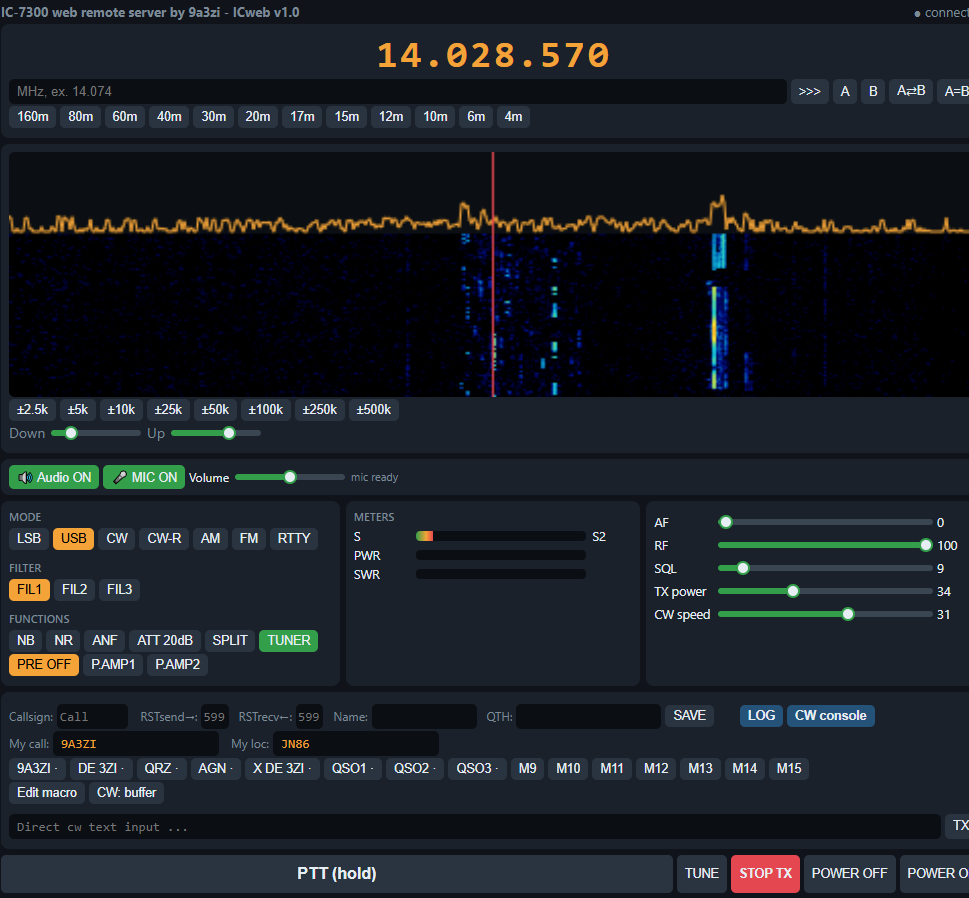 IC-7300 web remote server by 9a3zi - ICweb v1.0 ● connect
14.028.570
MHz, ex. 14.074 >>> A B A⇄B A=B
160m 80m 60m 40m 30m 20m 17m 15m 12m 10m 6m 4m
±2.5k ±5k ±10k ±25k ±50k ±100k ±250k ±500k
Down Up
Audio ON MIC ON Volume mic ready
MODE
LSB USB CW CW-R AM FM RTTY
FILTER
FIL1 FIL2 FIL3
FUNCTIONS
NB NR ANF ATT 20dB SPLIT TUNER
PRE OFF P.AMP1 P.AMP2
METERS
S S2
PWR
SWR
AF 0
RF 100
SQL 9
TX power 34
CW speed 31
Callsign: Call RSTsend→: 599 RSTrecv←: 599 Name: QTH: SAVE LOG CW console
My call: 9A3ZI My loc: JN86
9A3ZI · DE 3ZI · QRZ · AGN · X DE 3ZI · QSO1 · QSO2 · QSO3 · M9 M10 M11 M12 M13 M14 M15
Edit macro CW: buffer
Direct cw text input ... TX
PTT (hold) TUNE STOP TX POWER OFF POWER O